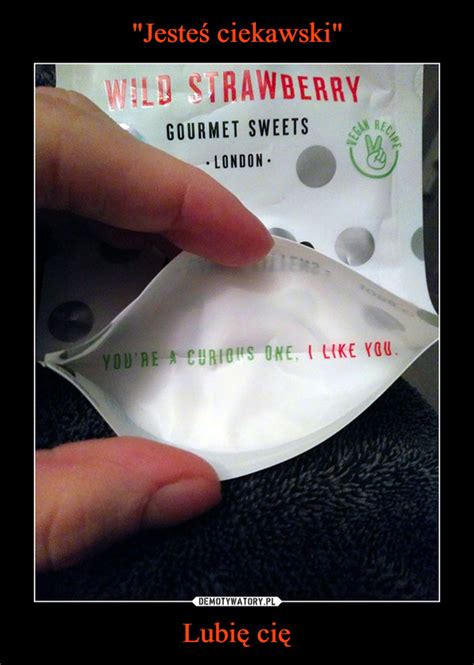 "Jesteś ciekawski"
WILD STRAWBERRY
GOURMET SWEETS
· LONDON ·
VEGAN RECIPE
YOU'RE A CURIOUS ONE, I LIKE YOU.
DEMOTYWATORY.PL
Lubię cię